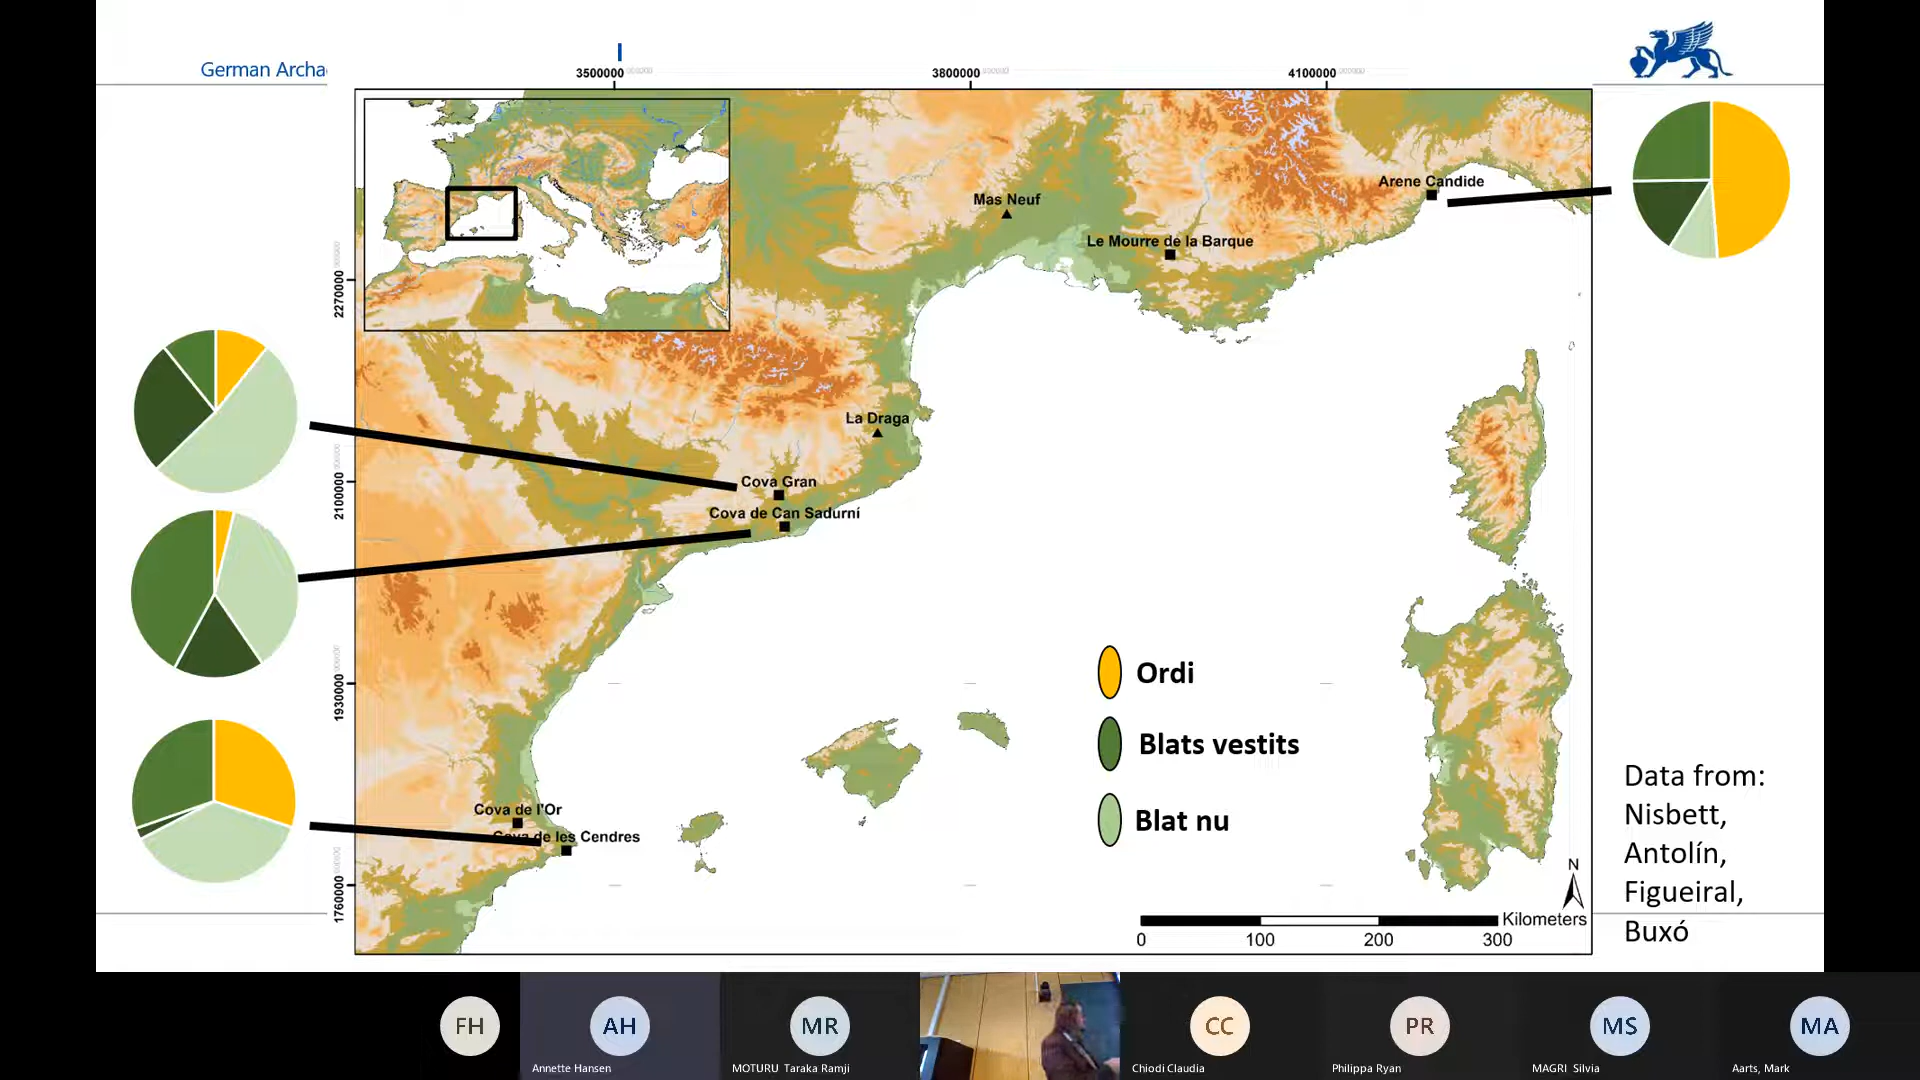 German Archa
3500000
3800000
4100000
2270000
2100000
1930000
1760000
Mas Neuf
Arene Candide
Le Mourre de la Barque
La Draga
Cova Gran
Cova de Can Sadurní
Cova de l'Or
Cova de les Cendres
Ordi
Blats vestits
Blat nu
N
Kilometers
0 100 200 300
Data from:
Nisbett,
Antolín,
Figueiral,
Buxó
FH
AH
MR
CC
PR
MS
MA
Annette Hansen
MOTURU Taraka Ramji
Chiodi Claudia
Philippa Ryan
MAGRI Silvia
Aarts, Mark